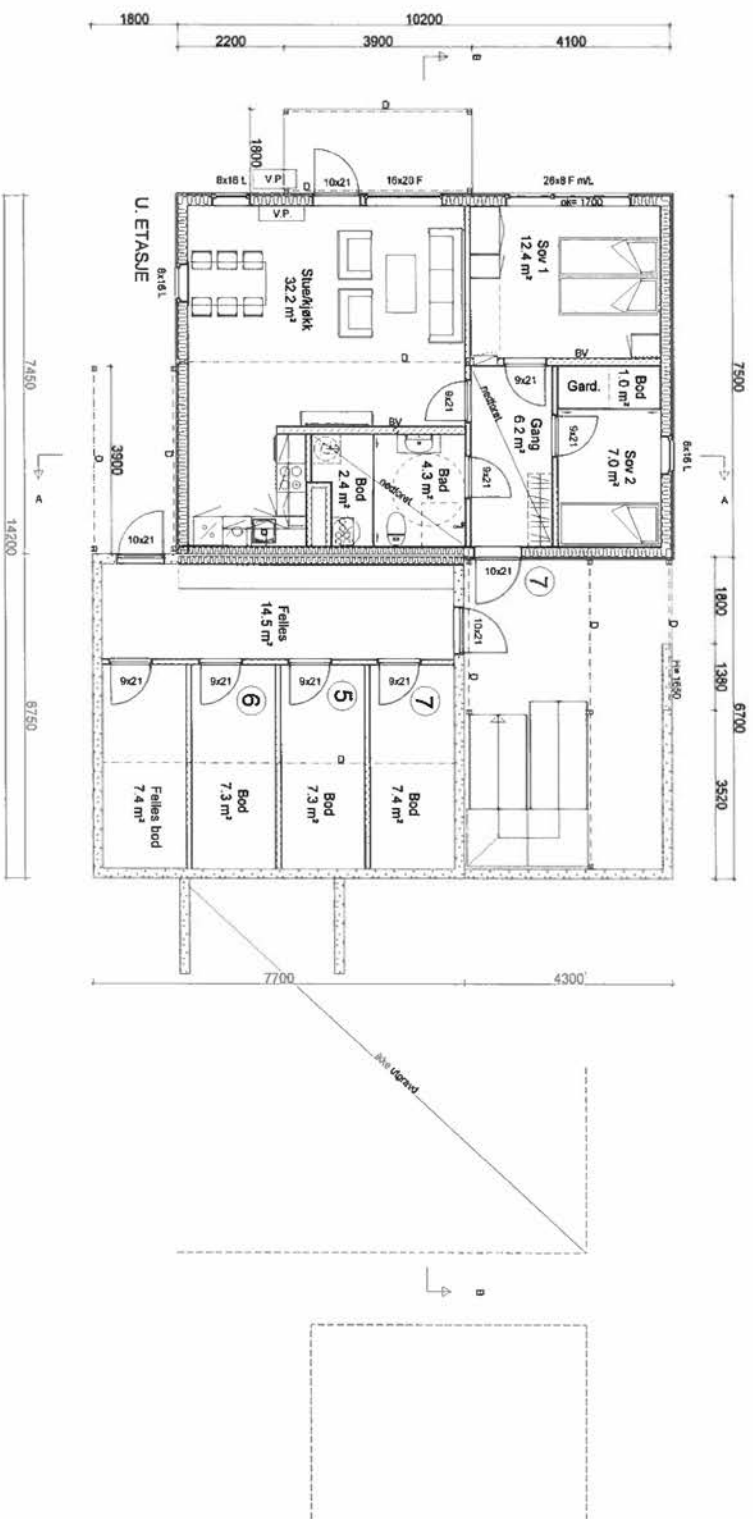 1800
10200
2200
3900
4100
B
D
1800
8x16 L
V.P.
D
10x21
16x20 F
26x8 F m/L
ok= 1700
V.P.
U. ETASJE
8x16 L
Stue/kjøkk
32.2 m²
Sov 1
12.4 m²
D
BV
9x21
Gard.
Bod
1.0 m²
7500
7450
nedforet
Gang
6.2 m²
9x21
9x21
Sov 2
7.0 m²
8x16 L
BV
3900
D
D
A
A
Bod
2.4 m²
nedforet
Bad
4.3 m²
9x21
14200
10x21
10x21
7
D
D
1800
Felles
14.5 m²
10x21
D
H= 1650
1380
6700
9x21
9x21
9x21
9x21
6
5
7
D
3520
6750
Felles bod
7.4 m²
Bod
7.3 m²
Bod
7.3 m²
Bod
7.4 m²
7700
4300
ikke utgravd
B